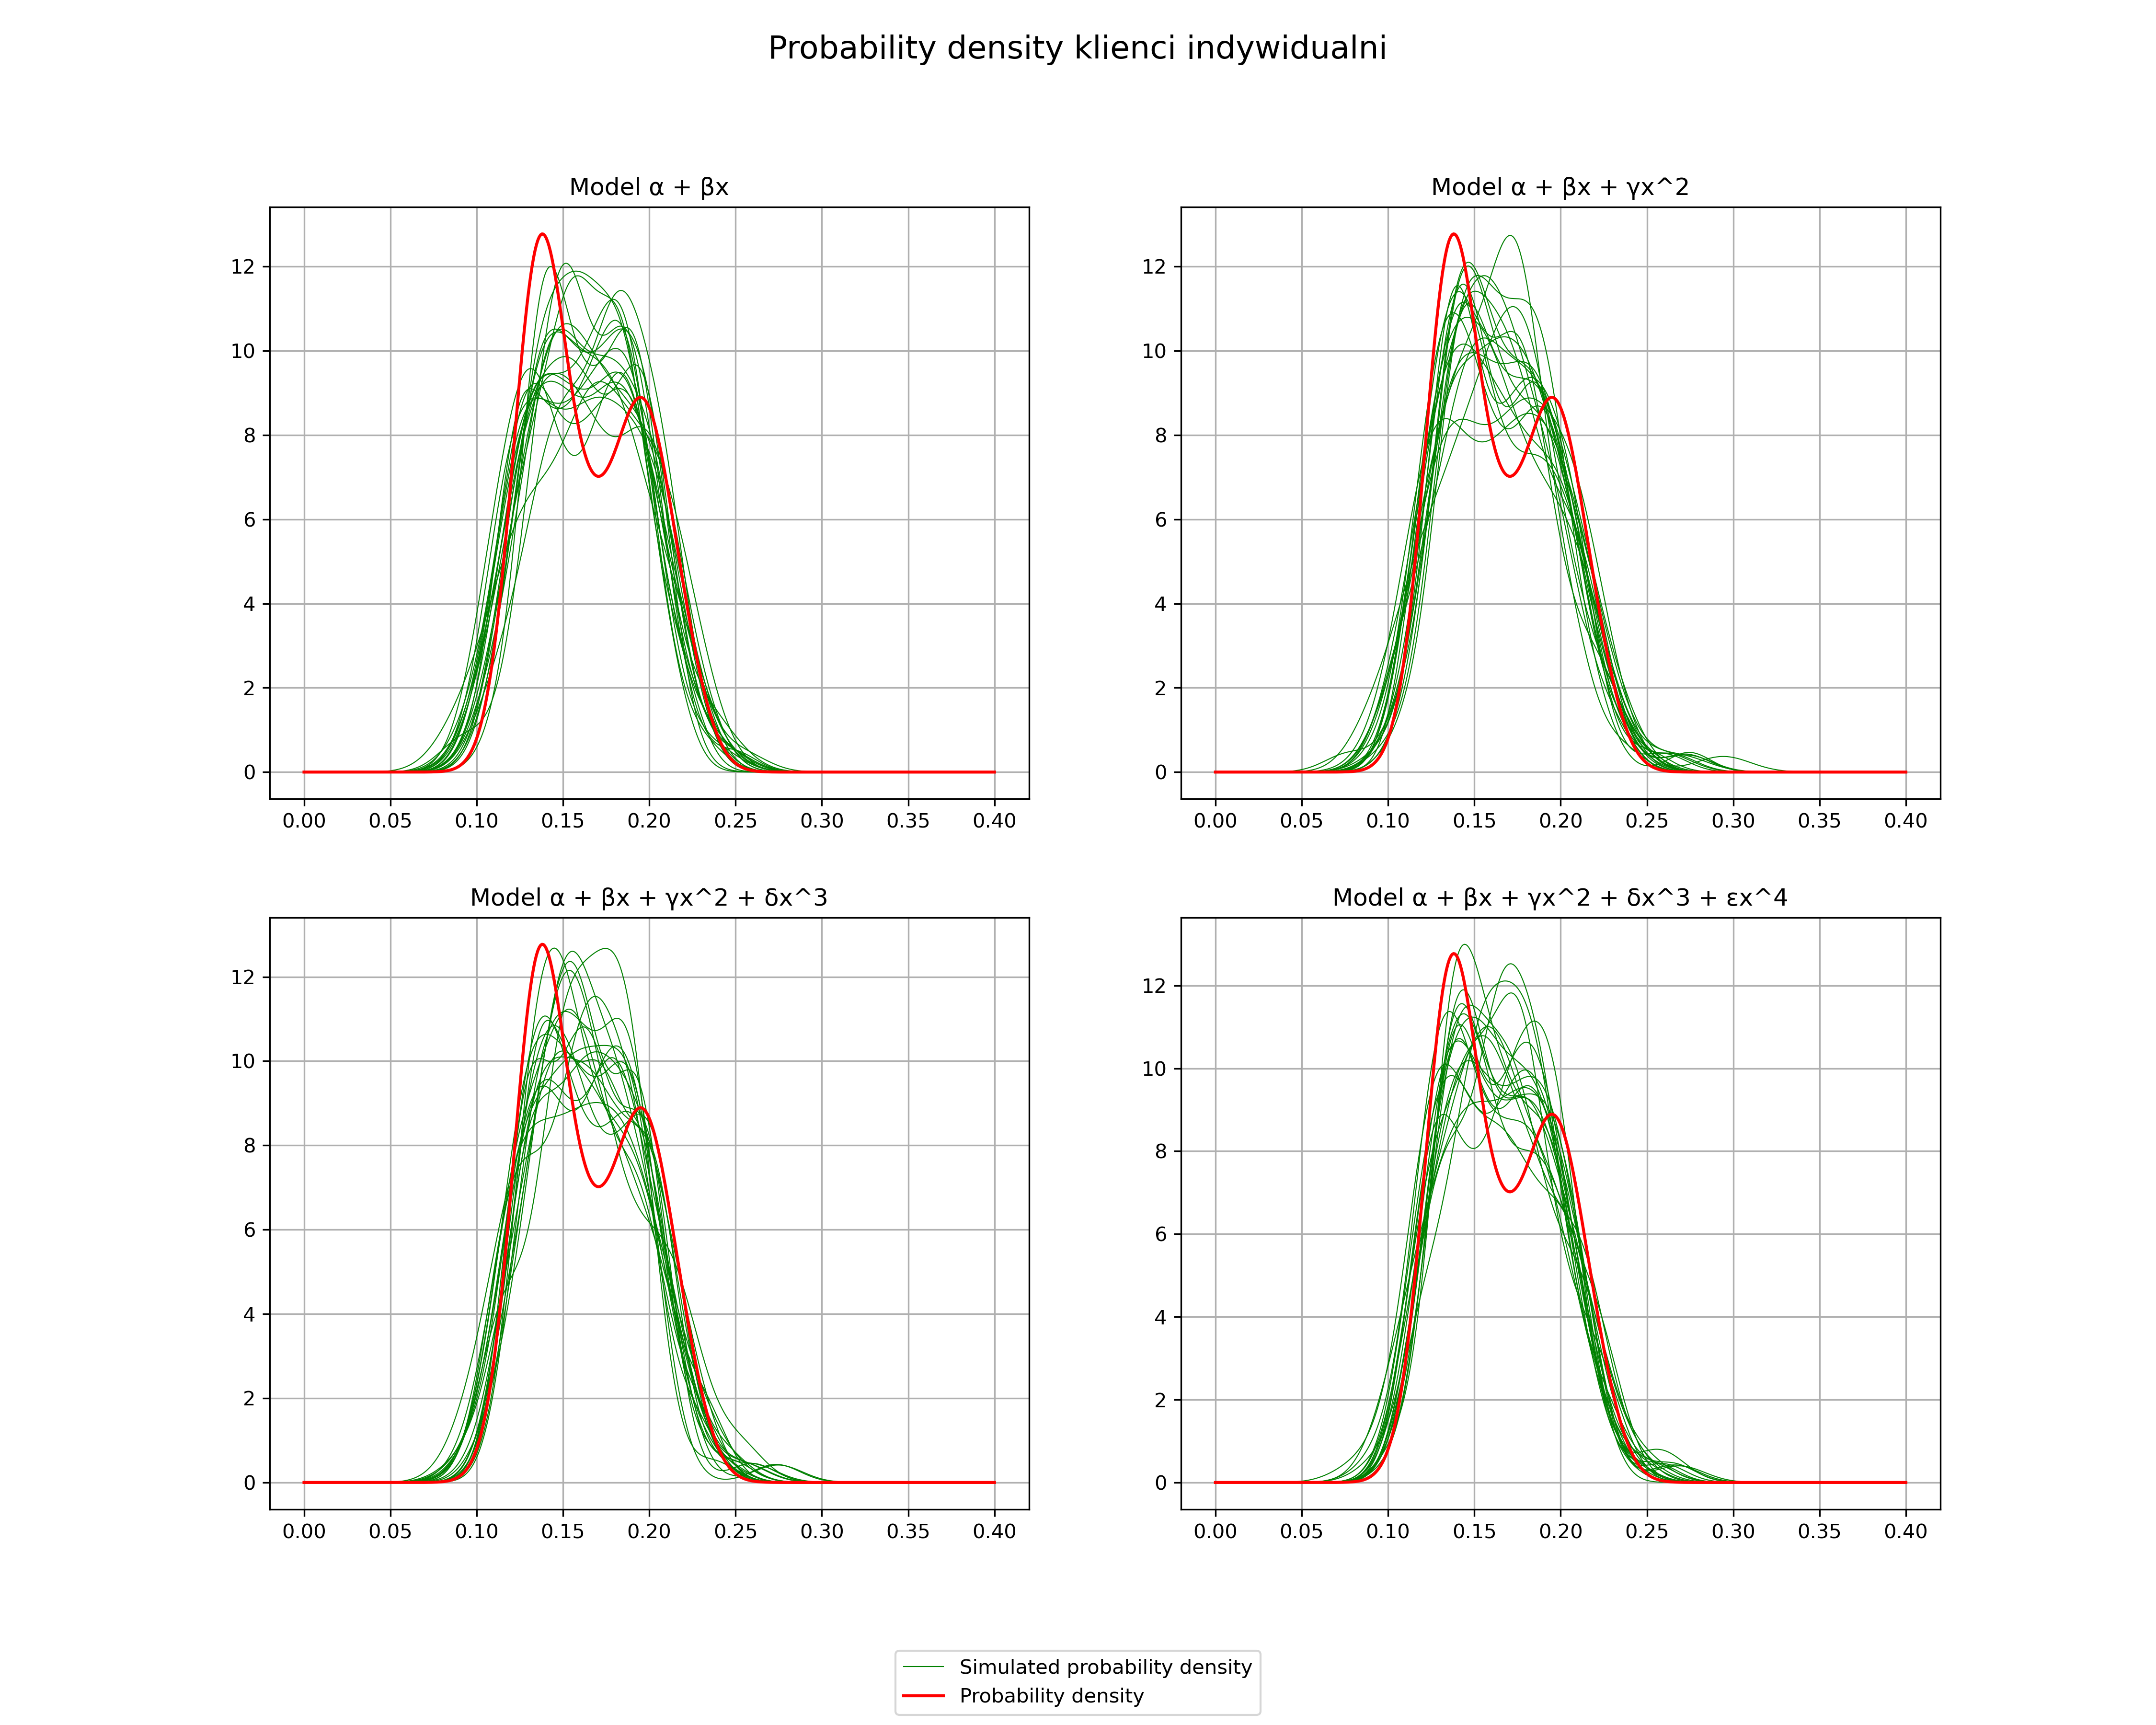 Probability density klienci indywidualni
Model α + βx
12
10
8
6
4
2
0
0.00 0.05 0.10 0.15 0.20 0.25 0.30 0.35 0.40
Model α + βx + γx^2
12
10
8
6
4
2
0
0.00 0.05 0.10 0.15 0.20 0.25 0.30 0.35 0.40
Model α + βx + γx^2 + δx^3
12
10
8
6
4
2
0
0.00 0.05 0.10 0.15 0.20 0.25 0.30 0.35 0.40
Model α + βx + γx^2 + δx^3 + εx^4
12
10
8
6
4
2
0
0.00 0.05 0.10 0.15 0.20 0.25 0.30 0.35 0.40
Simulated probability density
Probability density